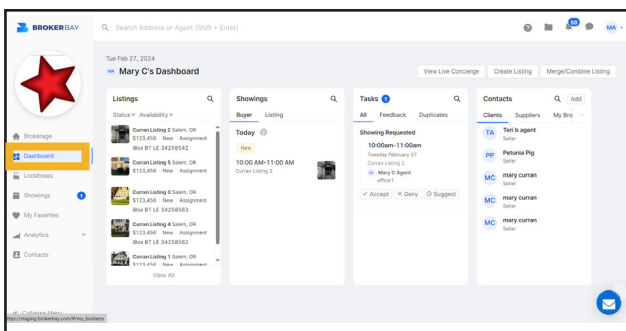 BROKERBAY
Search Address or Agent (Shift + Enter)
50
MA
Tue Feb 27, 2024
MA Mary C's Dashboard
View Live Concierge
Create Listing
Merge/Combine Listing
Brokerage
Dashboard
Lockboxes
Showings 1
My Favorites
Analytics
Contacts
Collapse Menu
Listings
Status Availability
Curran Listing 2 Salem, OR
$123,456 New Assignment
iBox BT LE 34258542
Curran Listing 5 Salem, OR
$123,456 New Assignment
Curran Listing 3 Salem, OR
$123,456 New Assignment
iBox BT LE 34258563
Curran Listing 4 Salem, OR
$123,456 New Assignment
iBox BT LE 34258562
Curran Listing 1 Salem, OR
$123,456 New Assignment
View All
Showings
Buyer Listing
Today
New
10:00 AM-11:00 AM
Curran Listing 2
Tasks 1
All Feedback Duplicates
Showing Requested
10:00am-11:00am
Tuesday February 27
Curran Listing 2
Mary C Agent
office1
Accept Deny Suggest
Contacts
Add
Clients Suppliers My Bro ...
TA Teri b agent
Seller
PP Petunia Pig
Seller
MC mary curran
Seller
MC mary curran
Seller
MC mary curran
Seller
ttps://staging.brokerbay.com/#/my_business